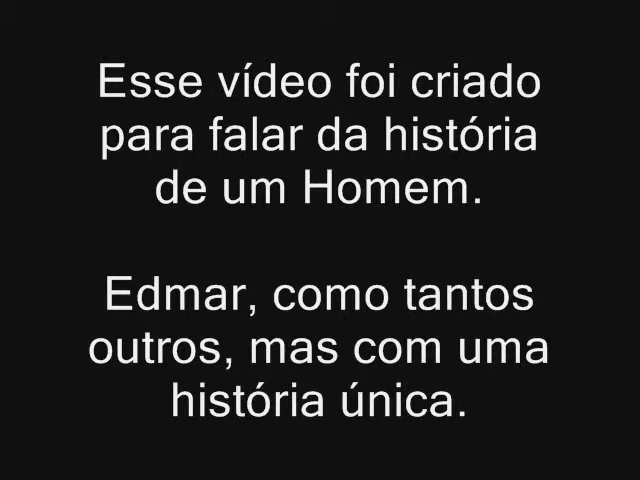 Esse vídeo foi criado
para falar da história
de um Homem.
Edmar, como tantos
outros, mas com uma
história única.